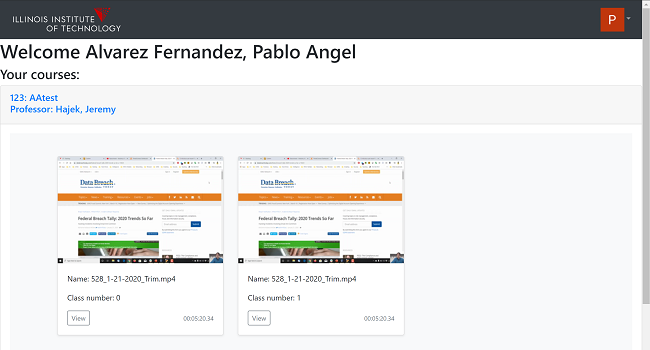 ILLINOIS INSTITUTE
OF TECHNOLOGY
P
Welcome Alvarez Fernandez, Pablo Angel
Your courses:
123: AAtest
Professor: Hajek, Jeremy
Data Breach
Federal Breach Tally: 2020 Trends So Far
Name: 528_1-21-2020_Trim.mp4
Class number: 0
View
00:05:20.34
Data Breach
Federal Breach Tally: 2020 Trends So Far
Name: 528_1-21-2020_Trim.mp4
Class number: 1
View
00:05:20.34